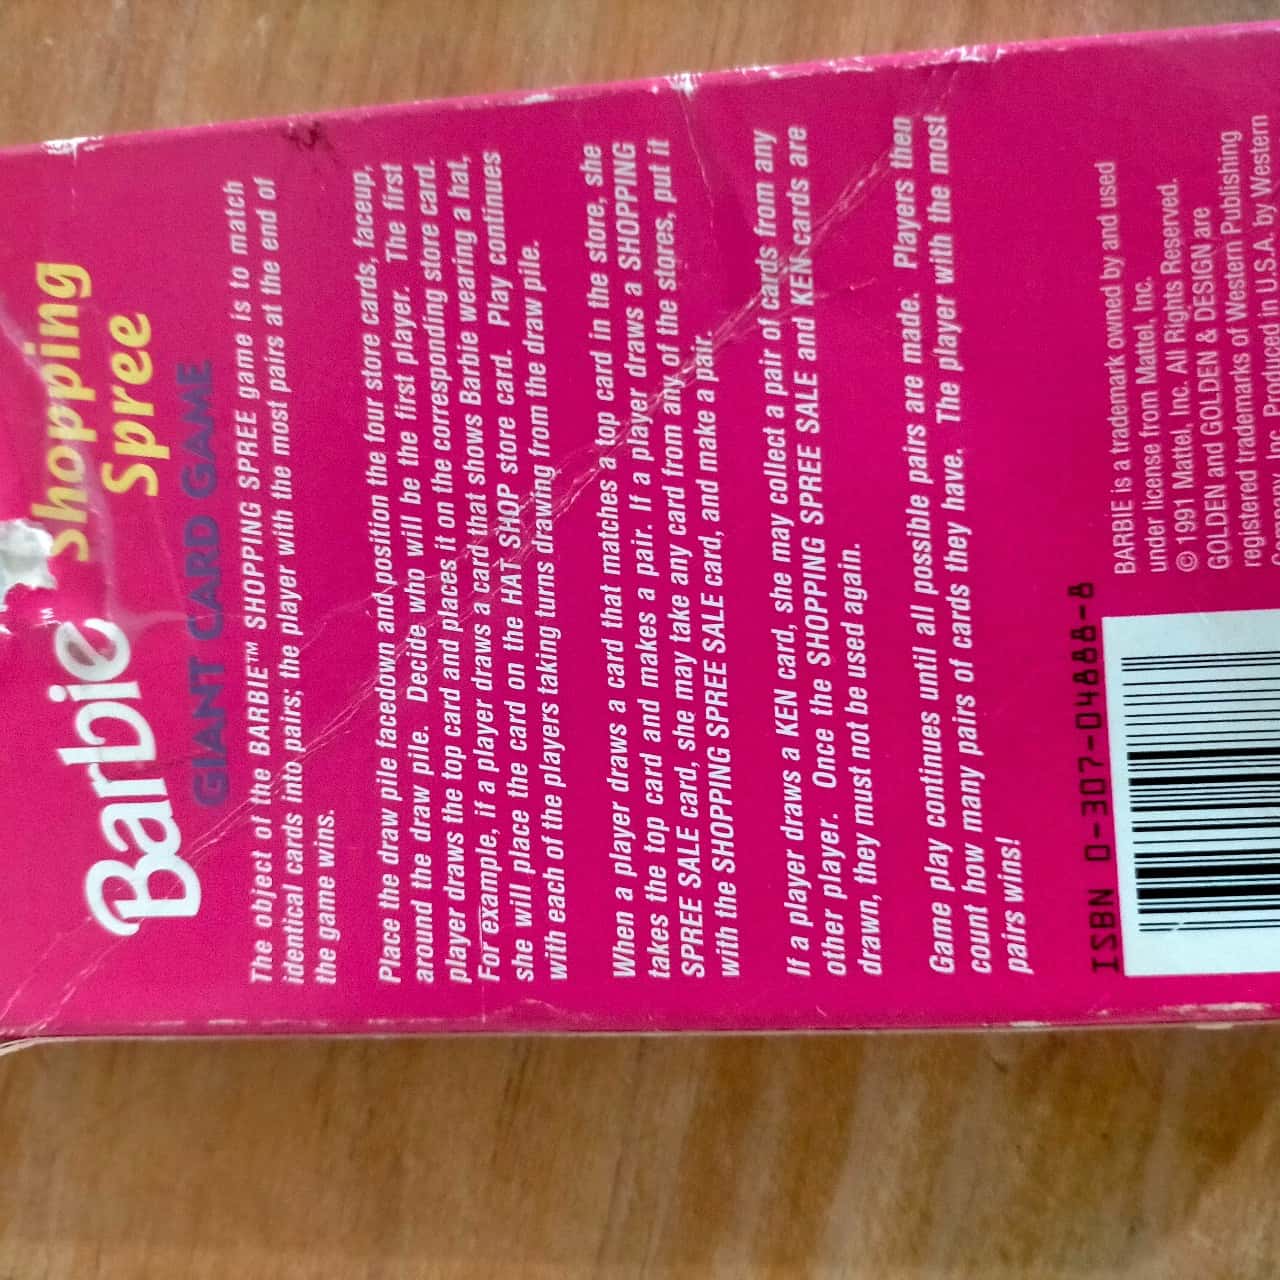 Barbie™ Shopping
Spree
GIANT CARD GAME
The object of the BARBIE™ SHOPPING SPREE game is to match
identical cards into pairs; the player with the most pairs at the end of
the game wins.
Place the draw pile facedown and position the four store cards, faceup,
around the draw pile. Decide who will be the first player. The first
player draws the top card and places it on the corresponding store card.
For example, if a player draws a card that shows Barbie wearing a hat,
she will place the card on the HAT SHOP store card. Play continues
with each of the players taking turns drawing from the draw pile.
When a player draws a card that matches a top card in the store, she
takes the top card and makes a pair. If a player draws a SHOPPING
SPREE SALE card, she may take any card from any of the stores, put it
with the SHOPPING SPREE SALE card, and make a pair.
If a player draws a KEN card, she may collect a pair of cards from any
other player. Once the SHOPPING SPREE SALE and KEN cards are
drawn, they must not be used again.
Game play continues until all possible pairs are made. Players then
count how many pairs of cards they have. The player with the most
pairs wins!
ISBN 0-307-04888-8
BARBIE is a trademark owned by and used
under license from Mattel, Inc.
© 1991 Mattel, Inc. All Rights Reserved.
GOLDEN and GOLDEN & DESIGN are
registered trademarks of Western Publishing
Company, Inc. Produced in U.S.A. by Western